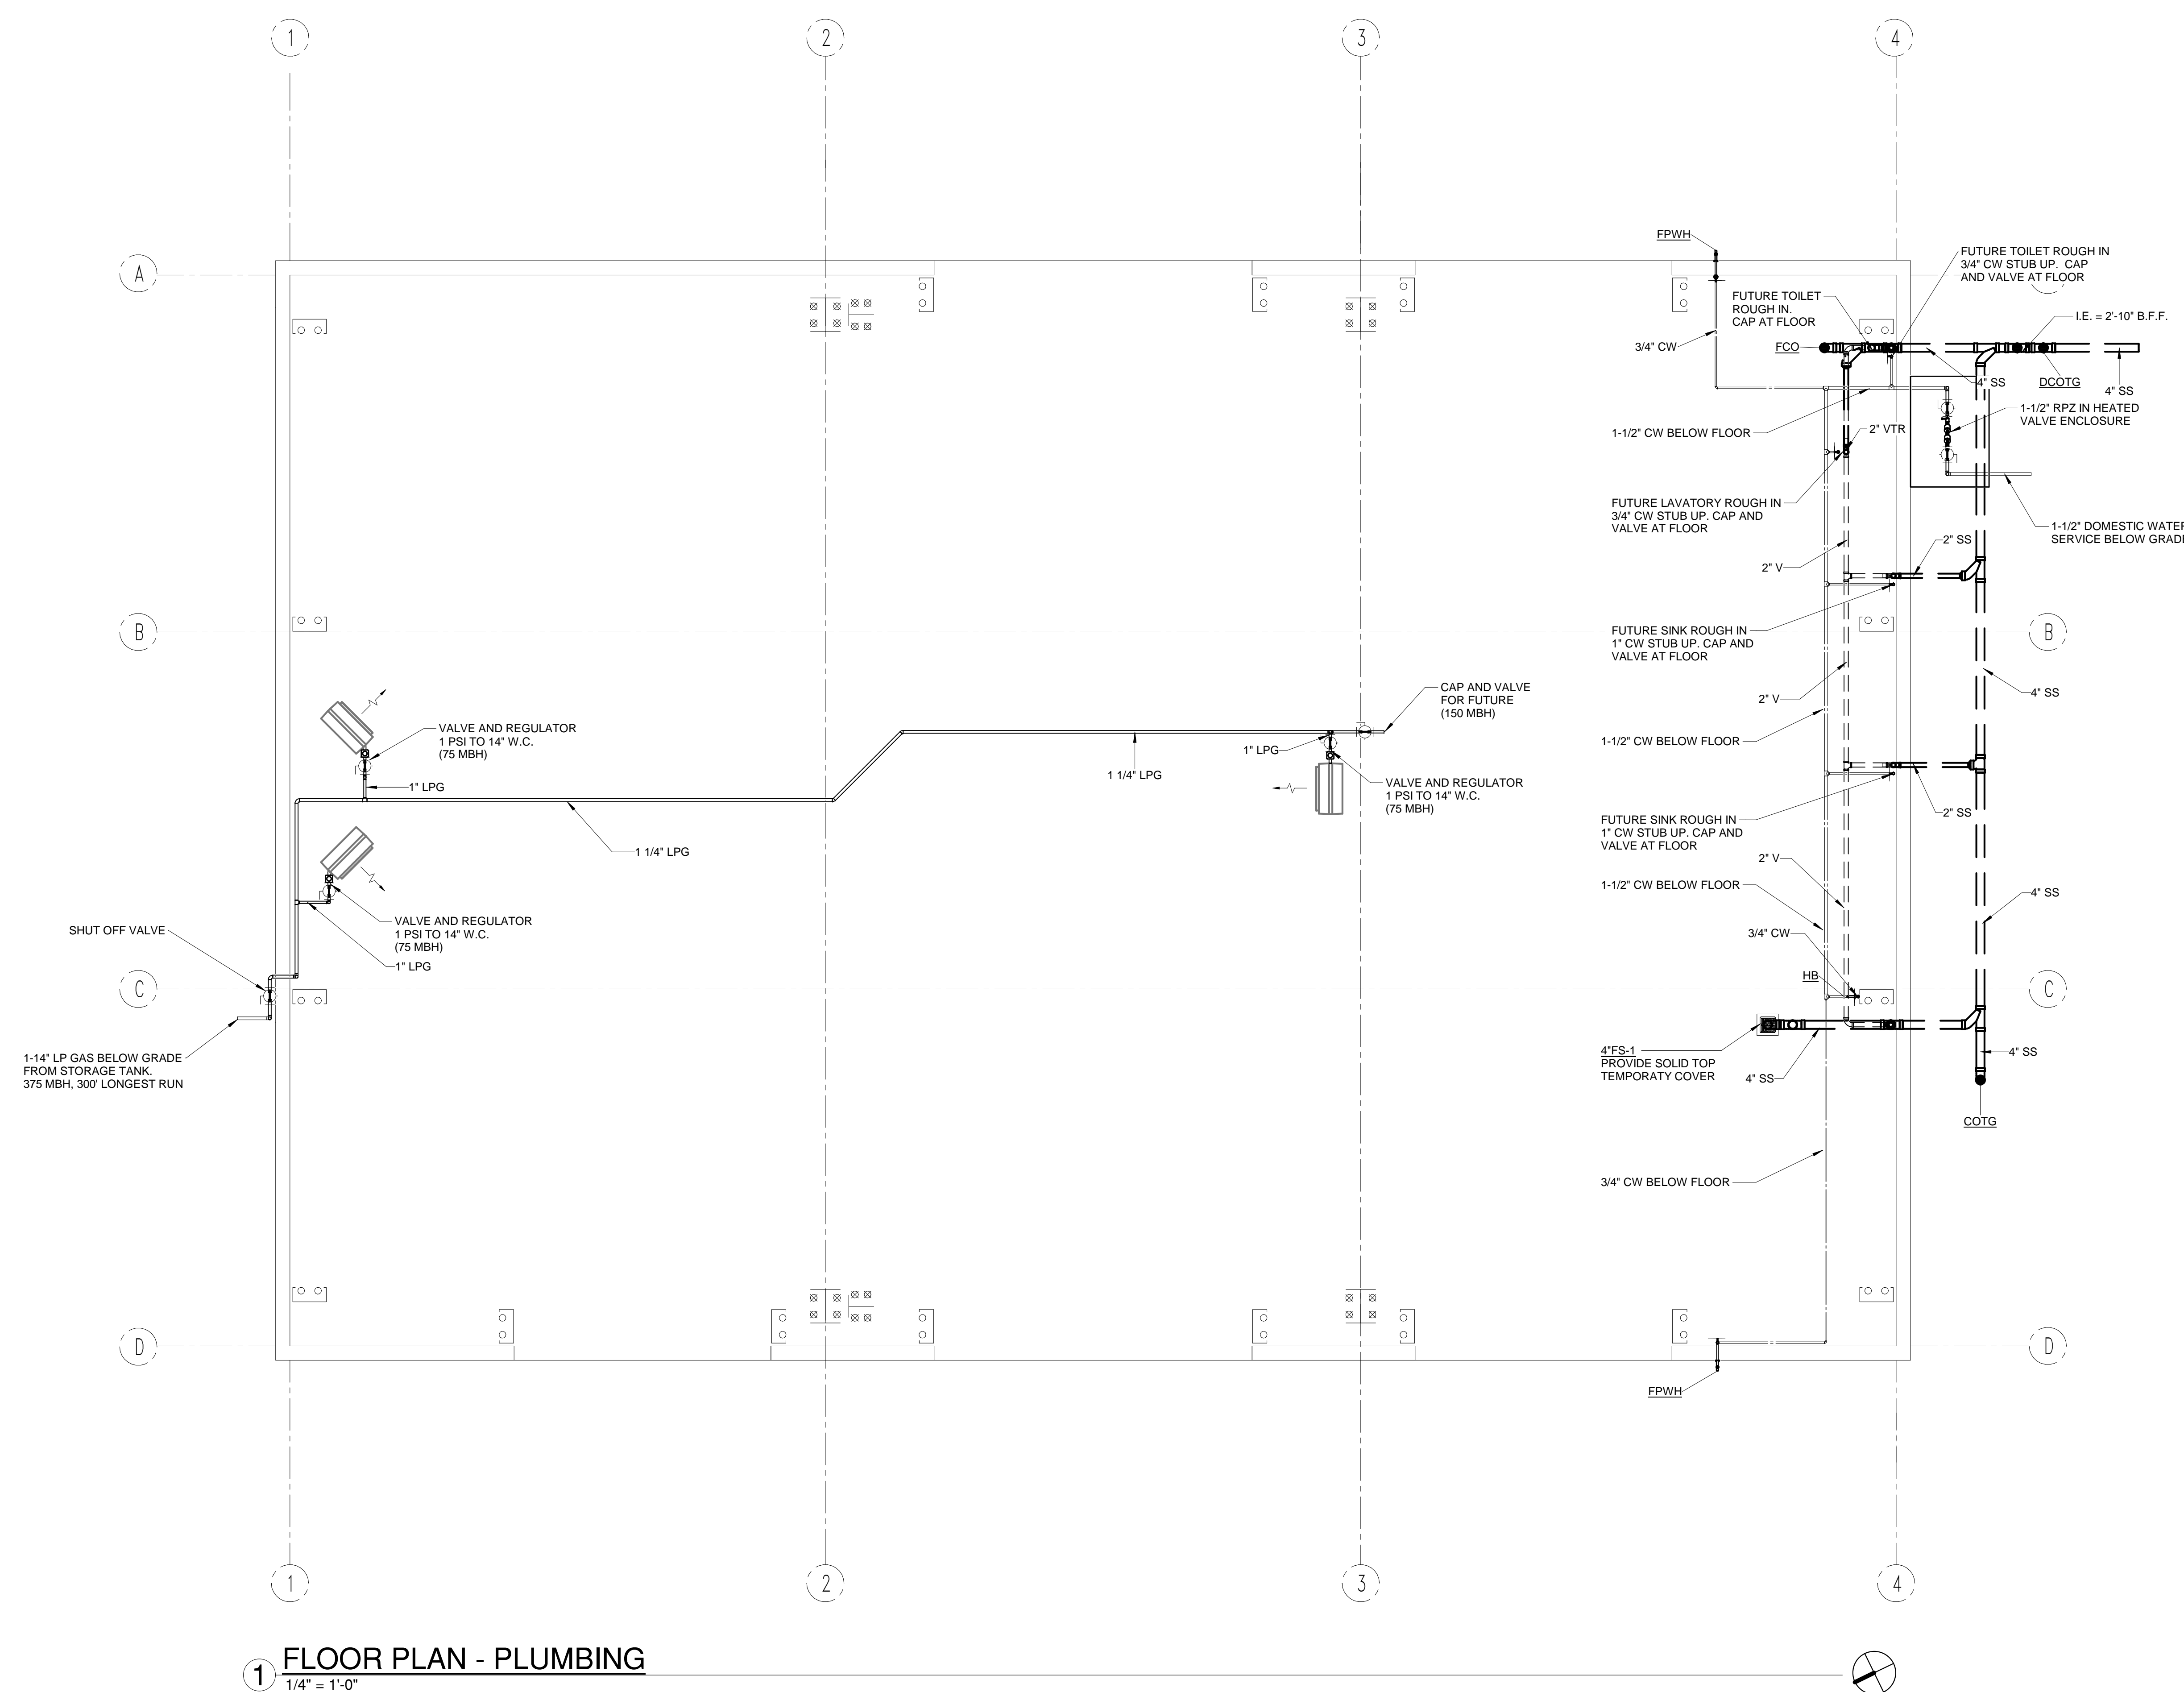 1
2
3
4
FPWH
FUTURE TOILET ROUGH IN
3/4" CW STUB UP. CAP
AND VALVE AT FLOOR
A
FUTURE TOILET
ROUGH IN.
CAP AT FLOOR
I.E. = 2'-10" B.F.F.
3/4" CW
FCO
4" SS
DCOTG
4" SS
1-1/2" RPZ IN HEATED
VALVE ENCLOSURE
1-1/2" CW BELOW FLOOR
2" VTR
FUTURE LAVATORY ROUGH IN
3/4" CW STUB UP. CAP AND
VALVE AT FLOOR
1-1/2" DOMESTIC WATER
SERVICE BELOW GRADE
2" SS
2" V
B
FUTURE SINK ROUGH IN
1" CW STUB UP. CAP AND
VALVE AT FLOOR
B
CAP AND VALVE
FOR FUTURE
(150 MBH)
2" V
4" SS
VALVE AND REGULATOR
1 PSI TO 14" W.C.
(75 MBH)
1" LPG
1-1/2" CW BELOW FLOOR
1 1/4" LPG
1" LPG
VALVE AND REGULATOR
1 PSI TO 14" W.C.
(75 MBH)
2" SS
FUTURE SINK ROUGH IN
1" CW STUB UP. CAP AND
VALVE AT FLOOR
1 1/4" LPG
2" V
1-1/2" CW BELOW FLOOR
4" SS
VALVE AND REGULATOR
1 PSI TO 14" W.C.
(75 MBH)
SHUT OFF VALVE
3/4" CW
1" LPG
HB
C
C
1-14" LP GAS BELOW GRADE
FROM STORAGE TANK.
375 MBH, 300' LONGEST RUN
4"FS-1
PROVIDE SOLID TOP
TEMPORATY COVER
4" SS
4" SS
COTG
3/4" CW BELOW FLOOR
D
D
FPWH
1
2
3
4
1
FLOOR PLAN - PLUMBING
1/4" = 1'-0"